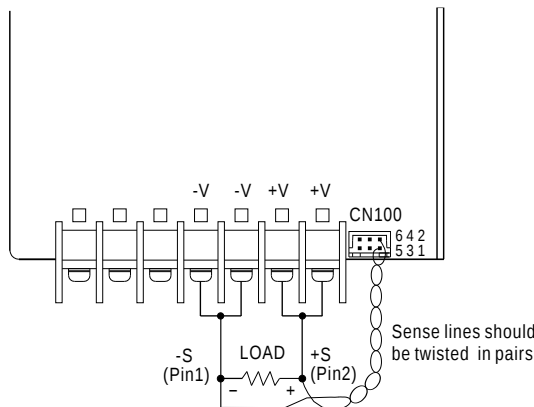 -V -V +V +V
CN100
6 4 2
5 3 1
Sense lines should
be twisted in pairs
-S LOAD +S
(Pin1) (Pin2)
− +